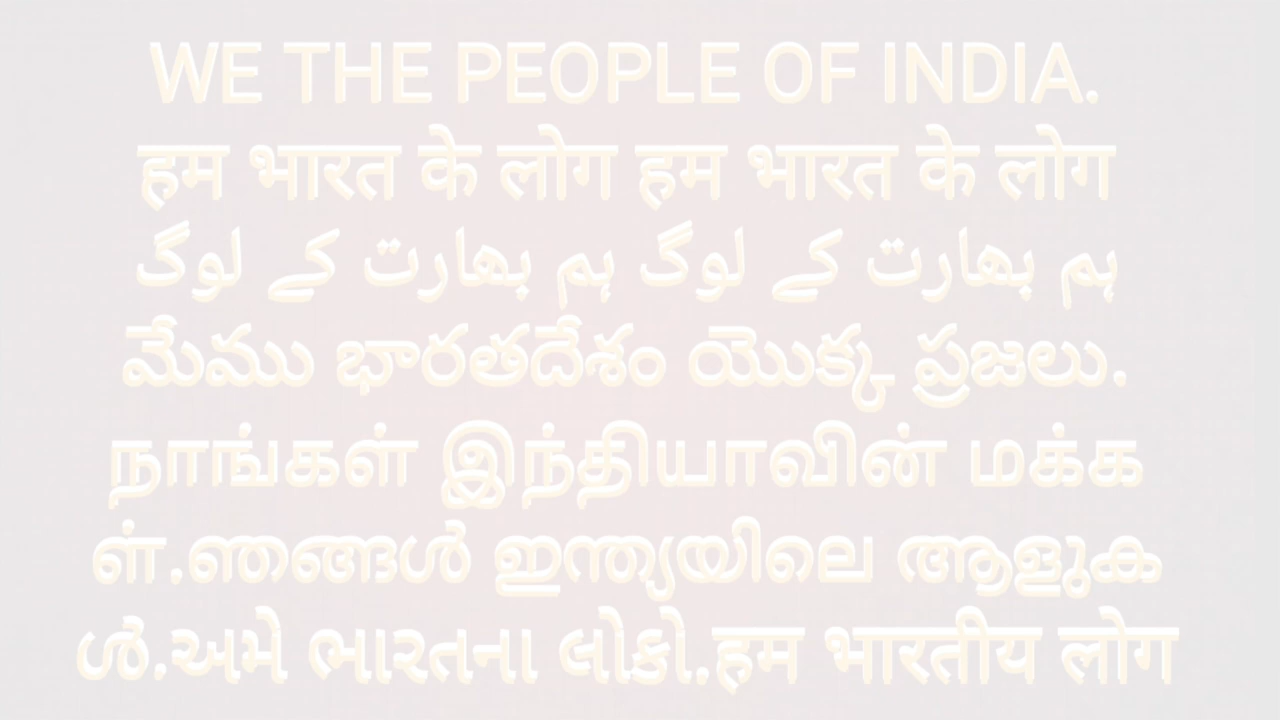 WE THE PEOPLE OF INDIA.
हम भारत के लोग हम भारत के लोग
ہم بھارت کے لوگ ہم بھارت کے لوگ
మేము భారతదేశం యొక్క ప్రజలు.
நாங்கள் இந்தியாவின் மக்க
ள்.ഞങ്ങൾ ഇന്ത്യയിലെ ആളുക
ൾ.અમે ભારતના લોકો.हम भारतीय लोग